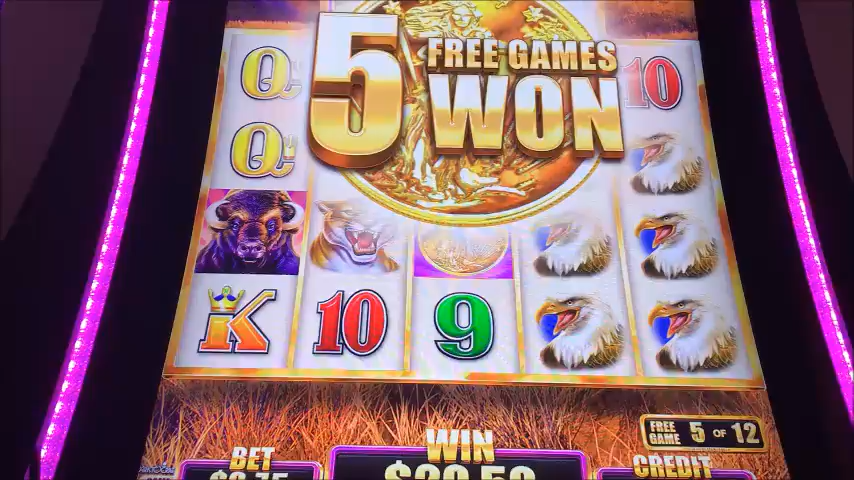 5 FREE GAMES
WON
Q
10
Q
K
10
9
FREE GAME 5 OF 12
BET
WIN
CREDIT